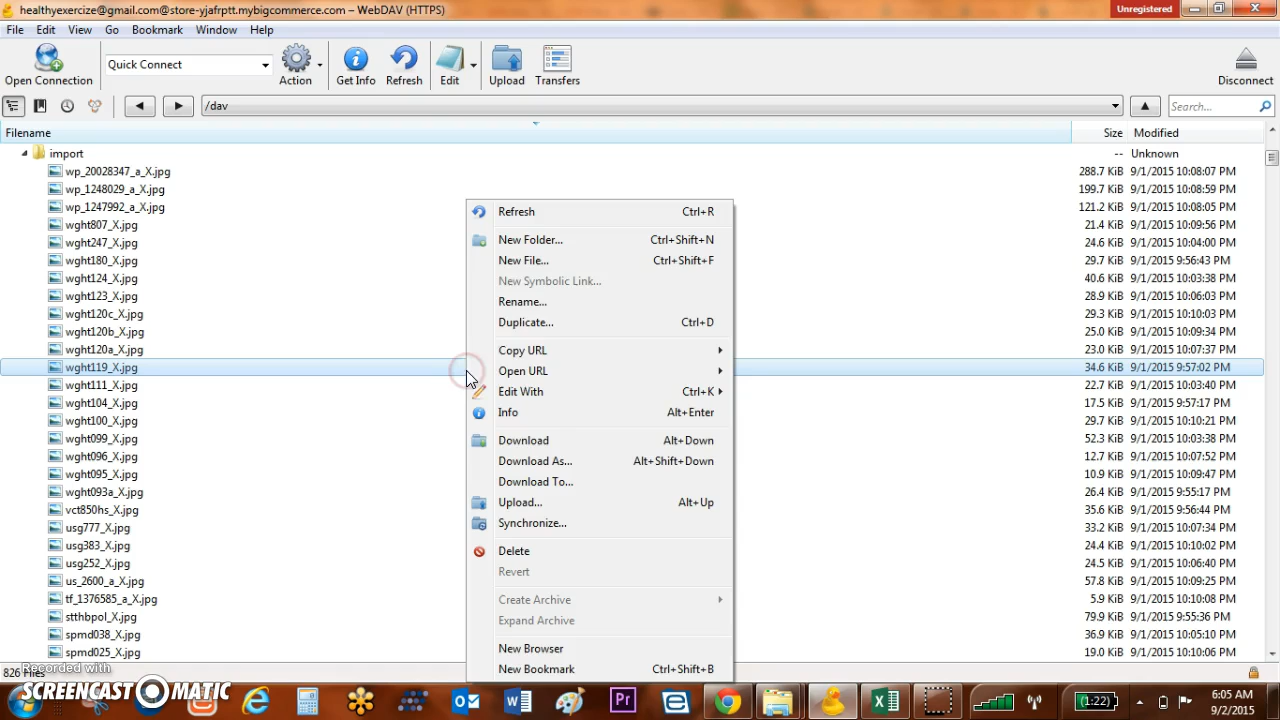 healthyexercize@gmail.com@store-yjafrptt.mybigcommerce.com – WebDAV (HTTPS)
Unregistered
File Edit View Go Bookmark Window Help
Open Connection
Quick Connect
Action
Get Info
Refresh
Edit
Upload
Transfers
Disconnect
/dav
Search...
Filename Size Modified
import -- Unknown
wp_20028347_a_X.jpg 288.7 KiB 9/1/2015 10:08:07 PM
wp_1248029_a_X.jpg 199.7 KiB 9/1/2015 10:08:59 PM
wp_1247992_a_X.jpg 121.2 KiB 9/1/2015 10:08:05 PM
wght807_X.jpg 21.4 KiB 9/1/2015 10:09:56 PM
wght247_X.jpg 24.6 KiB 9/1/2015 10:04:00 PM
wght180_X.jpg 29.7 KiB 9/1/2015 9:56:43 PM
wght124_X.jpg 40.6 KiB 9/1/2015 10:03:38 PM
wght123_X.jpg 28.9 KiB 9/1/2015 10:06:03 PM
wght120c_X.jpg 29.3 KiB 9/1/2015 10:10:03 PM
wght120b_X.jpg 25.0 KiB 9/1/2015 10:09:34 PM
wght120a_X.jpg 23.0 KiB 9/1/2015 10:07:37 PM
wght119_X.jpg 34.6 KiB 9/1/2015 9:57:02 PM
wght111_X.jpg 22.7 KiB 9/1/2015 10:03:40 PM
wght104_X.jpg 17.5 KiB 9/1/2015 9:57:17 PM
wght100_X.jpg 29.7 KiB 9/1/2015 10:10:21 PM
wght099_X.jpg 52.3 KiB 9/1/2015 10:03:38 PM
wght096_X.jpg 12.7 KiB 9/1/2015 10:07:52 PM
wght095_X.jpg 10.9 KiB 9/1/2015 10:09:47 PM
wght093a_X.jpg 26.4 KiB 9/1/2015 9:55:17 PM
vct850hs_X.jpg 35.6 KiB 9/1/2015 9:56:44 PM
usg777_X.jpg 33.2 KiB 9/1/2015 10:07:34 PM
usg383_X.jpg 24.4 KiB 9/1/2015 10:10:02 PM
usg252_X.jpg 24.5 KiB 9/1/2015 10:06:40 PM
us_2600_a_X.jpg 57.8 KiB 9/1/2015 10:09:25 PM
tf_1376585_a_X.jpg 5.9 KiB 9/1/2015 10:10:08 PM
stthbpol_X.jpg 79.9 KiB 9/1/2015 9:55:36 PM
spmd038_X.jpg 36.9 KiB 9/1/2015 10:05:10 PM
spmd025_X.jpg 19.0 KiB 9/1/2015 10:10:06 PM
Refresh Ctrl+R
New Folder... Ctrl+Shift+N
New File... Ctrl+Shift+F
New Symbolic Link...
Rename...
Duplicate... Ctrl+D
Copy URL
Open URL
Edit With Ctrl+K
Info Alt+Enter
Download Alt+Down
Download As... Alt+Shift+Down
Download To...
Upload... Alt+Up
Synchronize...
Delete
Revert
Create Archive
Expand Archive
New Browser
New Bookmark Ctrl+Shift+B
826 Files
Recorded with
SCREENCAST MATIC
Pr
(1:22)
6:05 AM
9/2/2015